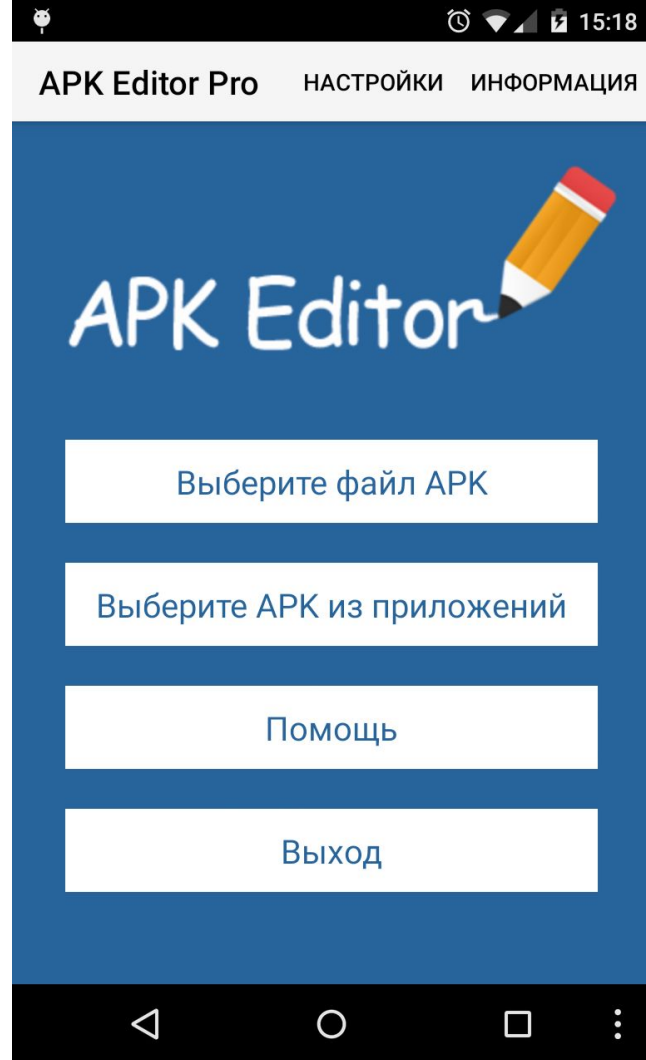 15:18
APK Editor Pro НАСТРОЙКИ ИНФОРМАЦИЯ
APK Editor
Выберите файл APK
Выберите APK из приложений
Помощь
Выход